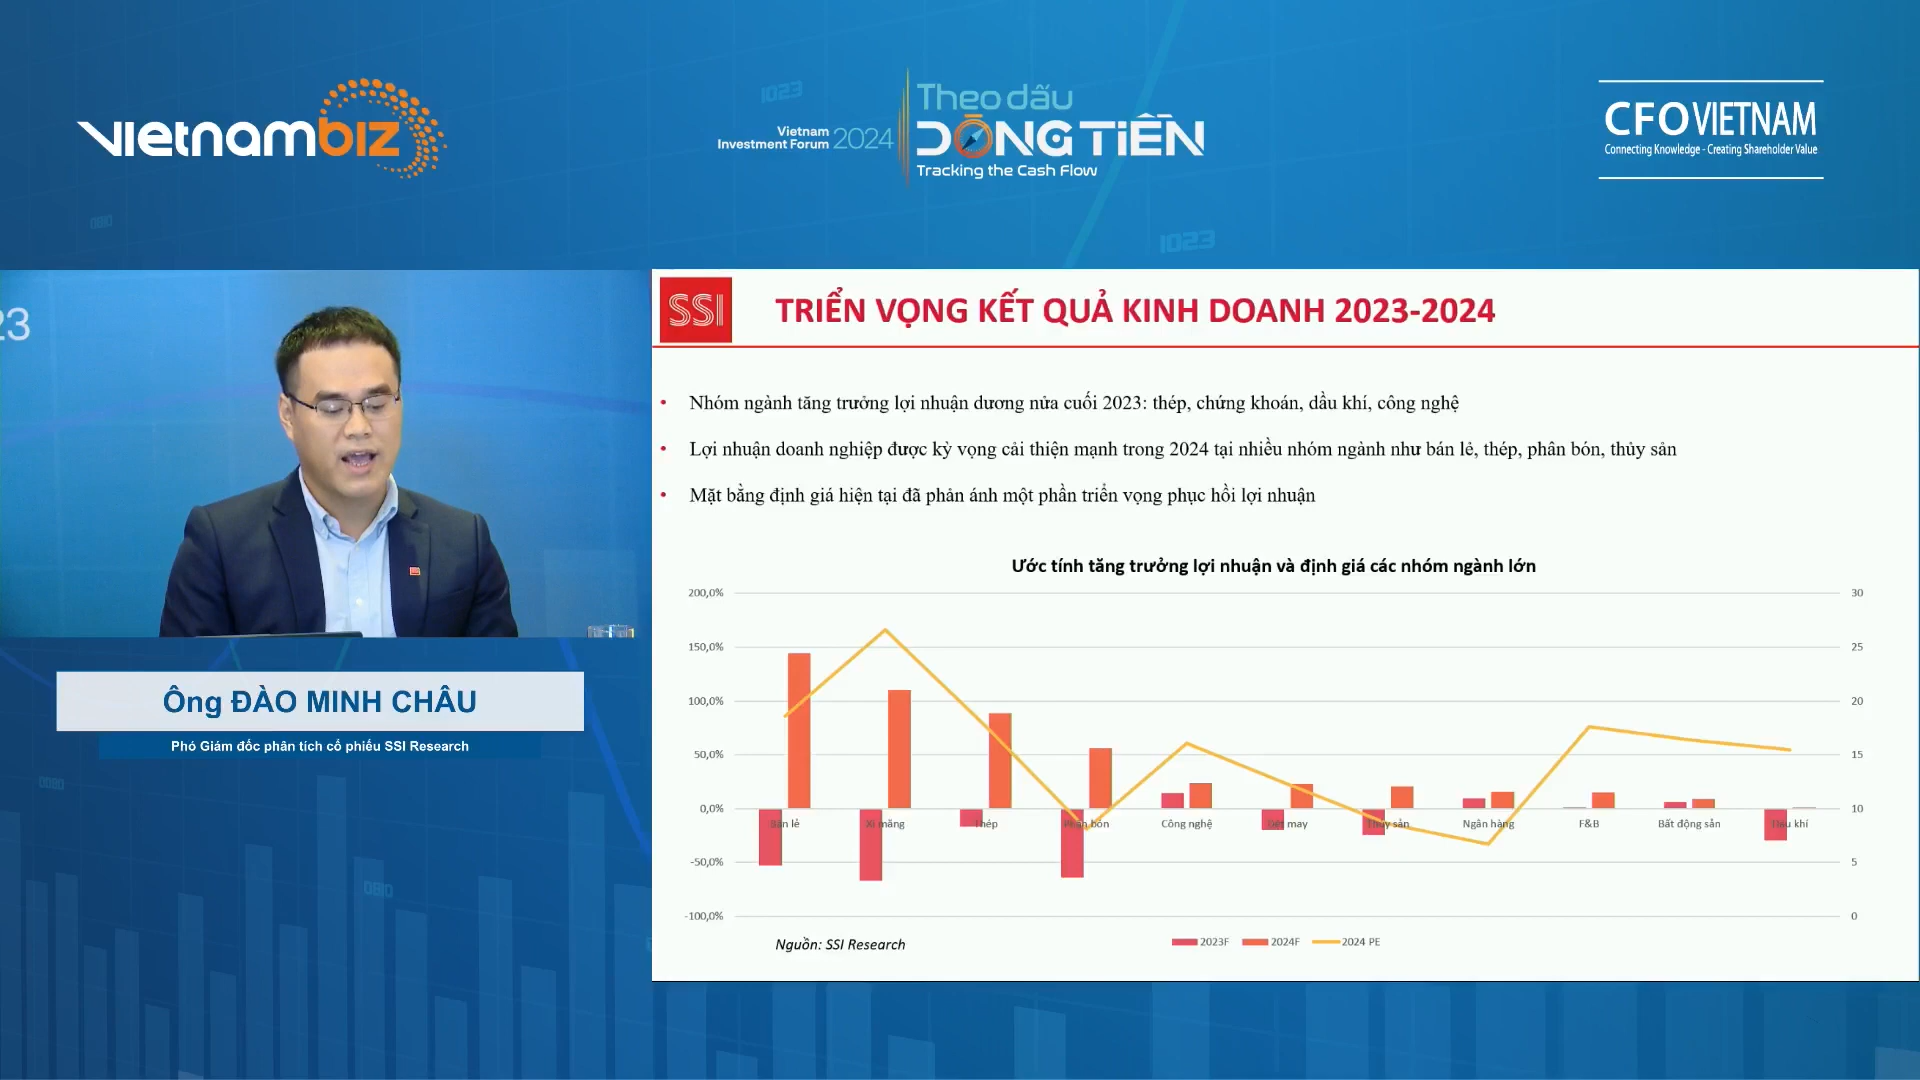 vietnambiz
Vietnam
Investment Forum 2024
Theo dấu
DÒNG TIỀN
Tracking the Cash Flow
CFO VIETNAM
Connecting Knowledge - Creating Shareholder Value
1023
1023
0810
23
SSI
TRIỂN VỌNG KẾT QUẢ KINH DOANH 2023-2024
• Nhóm ngành tăng trưởng lợi nhuận dương nửa cuối 2023: thép, chứng khoán, dầu khí, công nghệ
• Lợi nhuận doanh nghiệp được kỳ vọng cải thiện mạnh trong 2024 tại nhiều nhóm ngành như bán lẻ, thép, phân bón, thủy sản
• Mặt bằng định giá hiện tại đã phản ánh một phần triển vọng phục hồi lợi nhuận
Ước tính tăng trưởng lợi nhuận và định giá các nhóm ngành lớn
200,0% 30
150,0% 25
100,0% 20
50,0% 15
0,0% 10
Bán lẻ Xi măng Thép Phân bón Công nghệ Dệt may Thủy sản Ngân hàng F&B Bất động sản Dầu khí
-50,0% 5
-100,0% 0
Nguồn: SSI Research
2023F 2024F 2024 PE
Ông ĐÀO MINH CHÂU
Phó Giám đốc phân tích cổ phiếu SSI Research
0080
0810